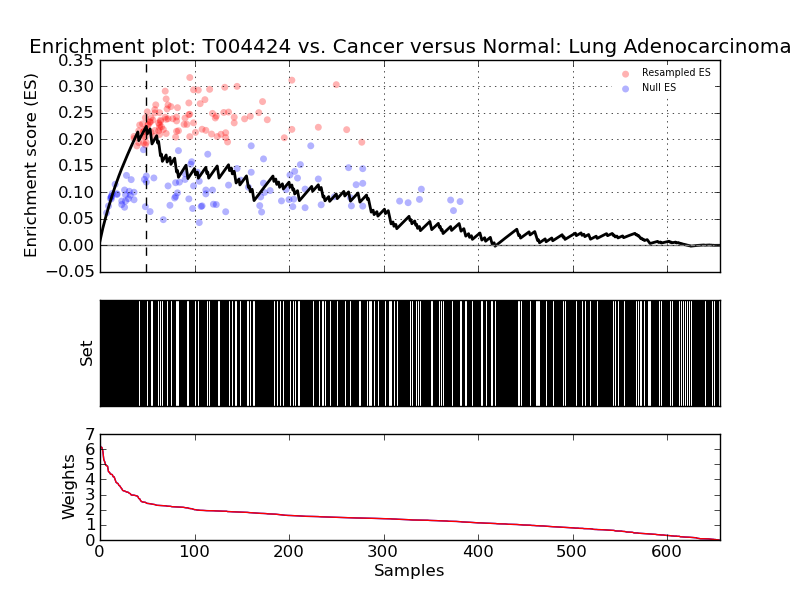 Enrichment plot: T004424 vs. Cancer versus Normal: Lung Adenocarcinoma
Enrichment score (ES)
0.35
0.30
0.25
0.20
0.15
0.10
0.05
0.00
−0.05
Resampled ES
Null ES
Set
Weights
7
6
5
4
3
2
1
0
0 100 200 300 400 500 600
Samples